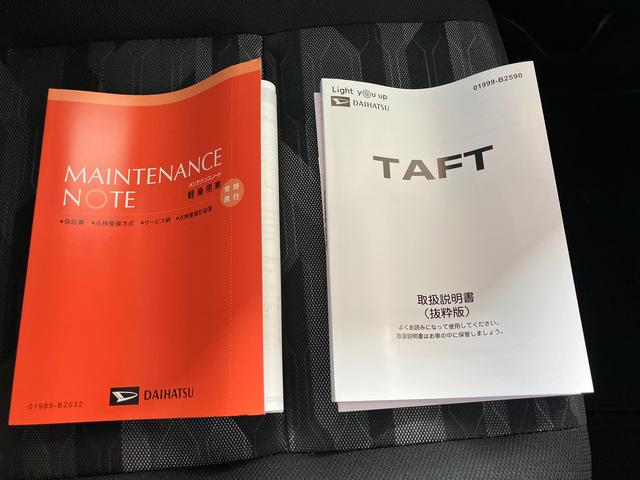 MAINTENANCE
NOTE
メンテナンスノート
軽乗用車
常時
携行
●保証書 ●点検整備方式 ●サービス網 ●点検整備記録簿
01989-B2032
DAIHATSU
Light you up
DAIHATSU
01999-B2590
TAFT
取扱説明書
(抜粋版)
よくお読みになって使用してください。
取扱説明書はお車の中に保管しましょう。